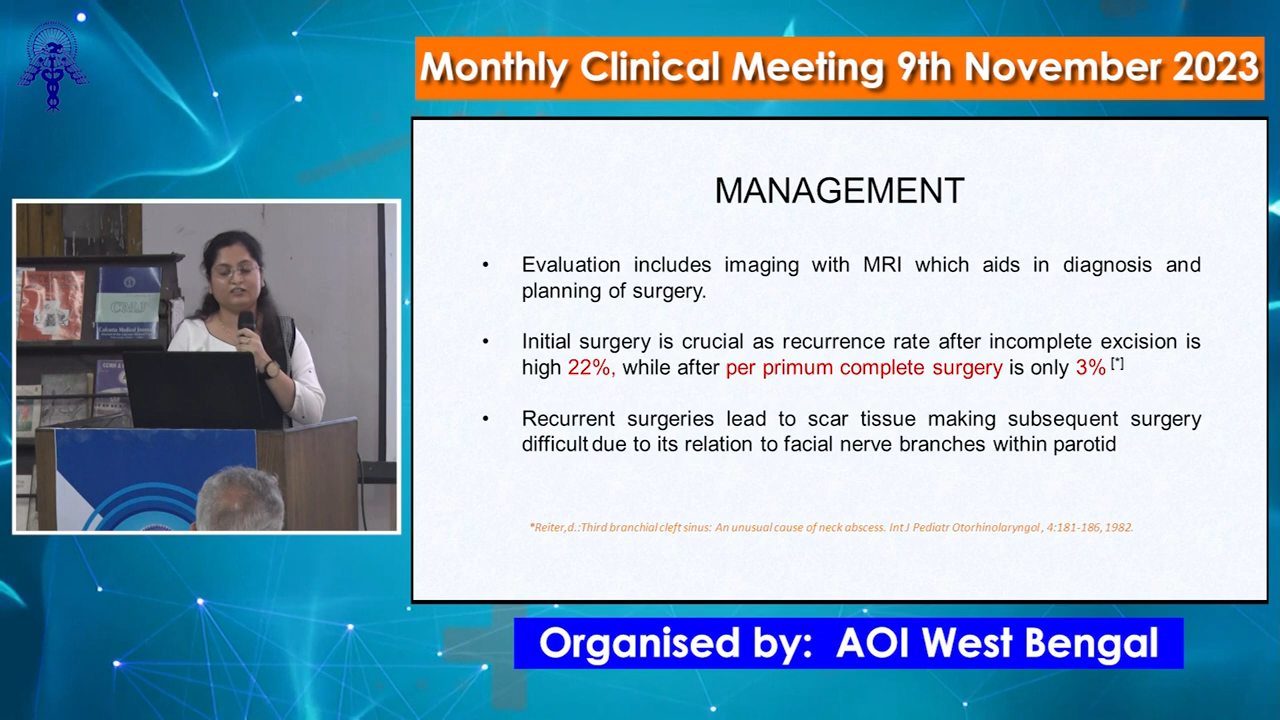 Monthly Clinical Meeting 9th November 2023
MANAGEMENT
• Evaluation includes imaging with MRI which aids in diagnosis and
planning of surgery.
• Initial surgery is crucial as recurrence rate after incomplete excision is
high 22%, while after per primum complete surgery is only 3% [*]
• Recurrent surgeries lead to scar tissue making subsequent surgery
difficult due to its relation to facial nerve branches within parotid
*Reiter,d.:Third branchial cleft sinus: An unusual cause of neck abscess. Int J Pediatr Otorhinolaryngol , 4:181-186, 1982.
CMJ
Calcutta Medical Journal
Organised by: AOI West Bengal